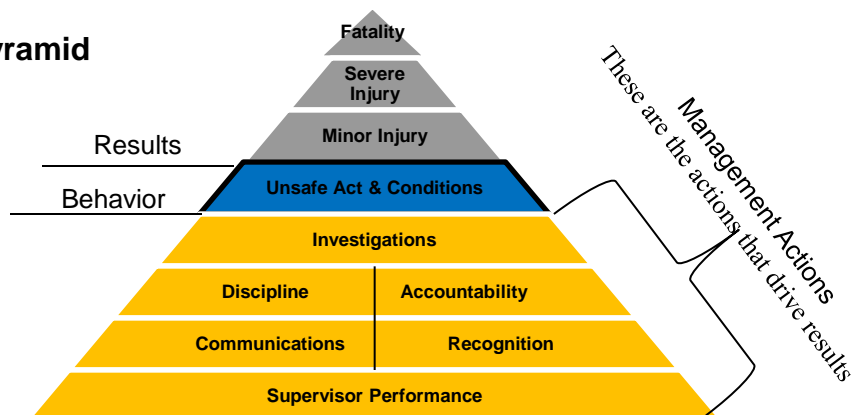 yramid
Fatality
Severe
Injury
Minor Injury
Results
Unsafe Act & Conditions
Behavior
Investigations
Discipline
Accountability
Communications
Recognition
Supervisor Performance
Management Actions
These are the actions that drive results